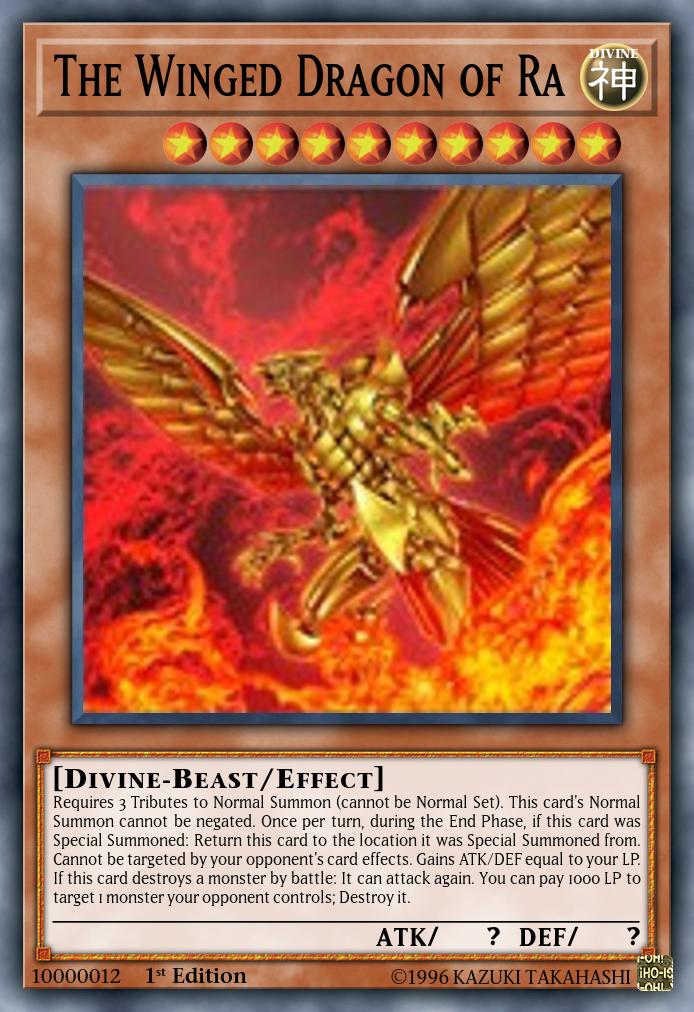 The Winged Dragon of Ra
DIVINE
神
[Divine-Beast/Effect]
Requires 3 Tributes to Normal Summon (cannot be Normal Set). This card's Normal
Summon cannot be negated. Once per turn, during the End Phase, if this card was
Special Summoned: Return this card to the location it was Special Summoned from.
Cannot be targeted by your opponent's card effects. Gains ATK/DEF equal to your LP.
If this card destroys a monster by battle: It can attack again. You can pay 1000 LP to
target 1 monster your opponent controls; Destroy it.
ATK/ ? DEF/ ?
10000012 1st Edition ©1996 KAZUKI TAKAHASHI